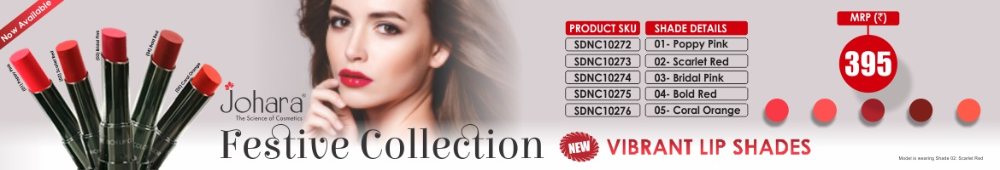 Now Available
(01) Poppy Pink
(02) Scarlet Red
(03) Bridal Pink
(04) Bold Red
(05) Coral Orange
RICH LIP COLOR
Johara®
The Science of Cosmetics
Festive Collection
PRODUCT SKU SHADE DETAILS
SDNC10272 01- Poppy Pink
SDNC10273 02- Scarlet Red
SDNC10274 03- Bridal Pink
SDNC10275 04- Bold Red
SDNC10276 05- Coral Orange
MRP (₹)
395
NEW VIBRANT LIP SHADES
Model is wearing Shade 02: Scarlet Red